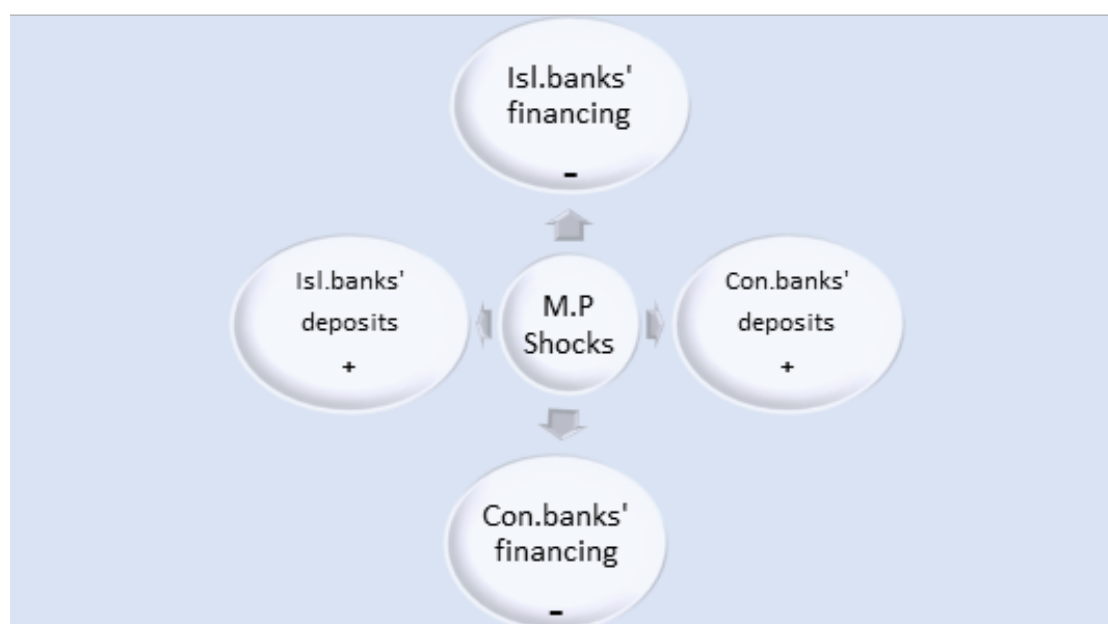 Isl.banks'
financing
-
Isl.banks'
deposits
+
M.P
Shocks
Con.banks'
deposits
+
Con.banks'
financing
-